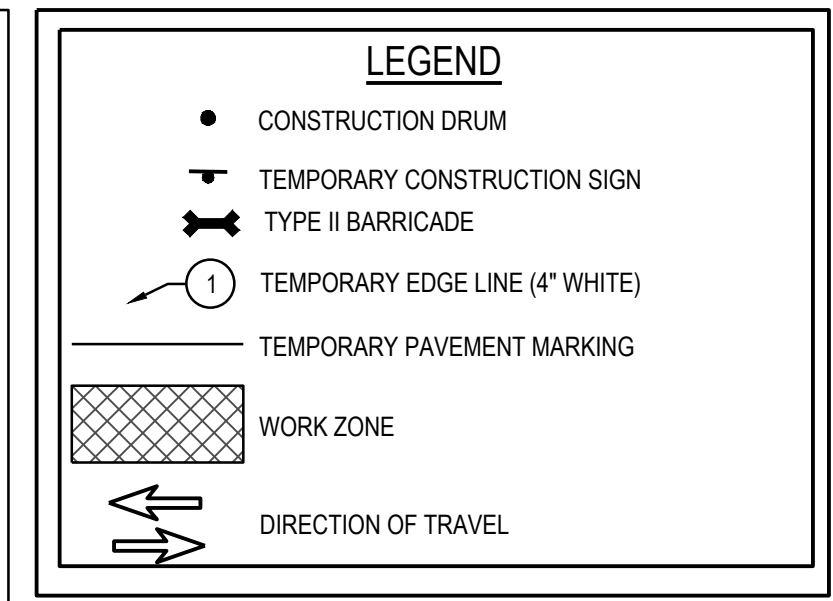 LEGEND
CONSTRUCTION DRUM
TEMPORARY CONSTRUCTION SIGN
TYPE II BARRICADE
1 TEMPORARY EDGE LINE (4" WHITE)
TEMPORARY PAVEMENT MARKING
WORK ZONE
DIRECTION OF TRAVEL